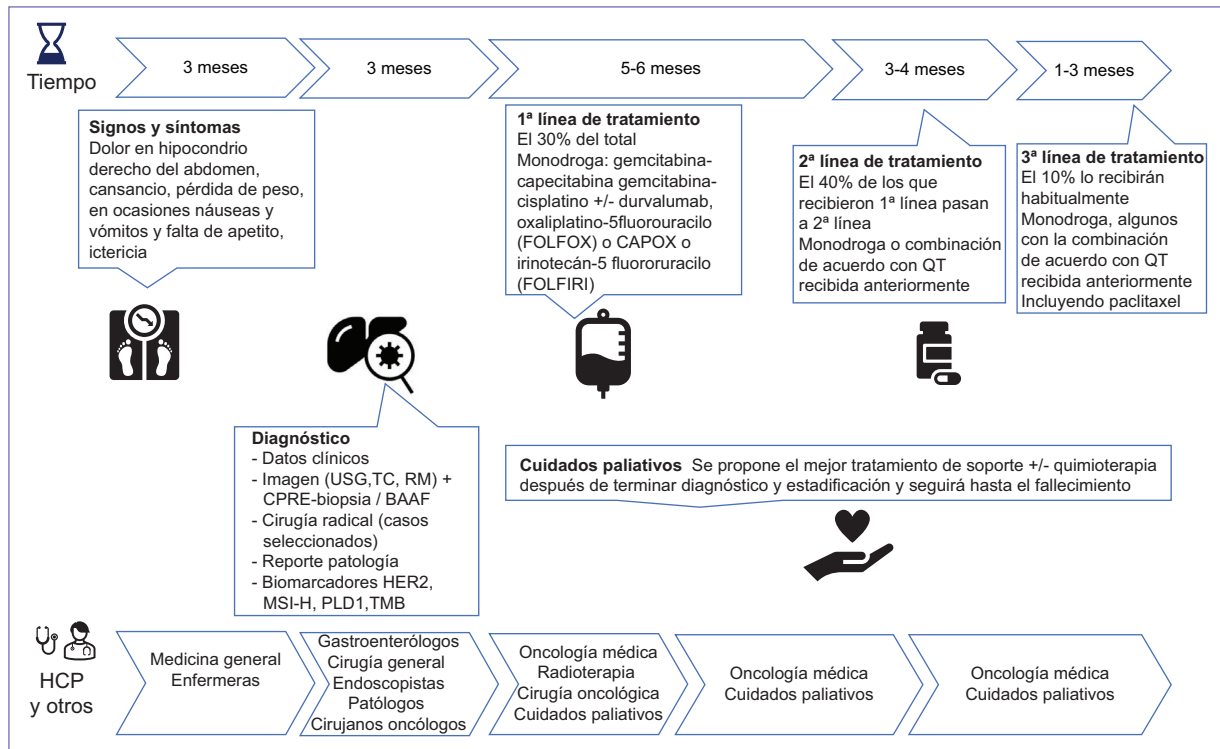 Tiempo
3 meses
3 meses
5-6 meses
3-4 meses
1-3 meses
Signos y síntomas
Dolor en hipocondrio
derecho del abdomen,
cansancio, pérdida de peso,
en ocasiones náuseas y
vómitos y falta de apetito,
ictericia
1ª línea de tratamiento
El 30% del total
Monodroga: gemcitabina-
capecitabina gemcitabina-
cisplatino +/- durvalumab,
oxaliplatino-5fluorouracilo
(FOLFOX) o CAPOX o
irinotecán-5 fluororuracilo
(FOLFIRI)
2ª línea de tratamiento
El 40% de los que
recibieron 1ª línea pasan
a 2ª línea
Monodroga o combinación
de acuerdo con QT
recibida anteriormente
3ª línea de tratamiento
El 10% lo recibirán
habitualmente
Monodroga, algunos
con la combinación
de acuerdo con QT
recibida anteriormente
Incluyendo paclitaxel
Diagnóstico
- Datos clínicos
- Imagen (USG,TC, RM) +
CPRE-biopsia / BAAF
- Cirugía radical (casos
seleccionados)
- Reporte patología
- Biomarcadores HER2,
MSI-H, PLD1,TMB
Cuidados paliativos Se propone el mejor tratamiento de soporte +/- quimioterapia
después de terminar diagnóstico y estadificación y seguirá hasta el fallecimiento
HCP
y otros
Medicina general
Enfermeras
Gastroenterólogos
Cirugía general
Endoscopistas
Patólogos
Cirujanos oncólogos
Oncología médica
Radioterapia
Cirugía oncológica
Cuidados paliativos
Oncología médica
Cuidados paliativos
Oncología médica
Cuidados paliativos